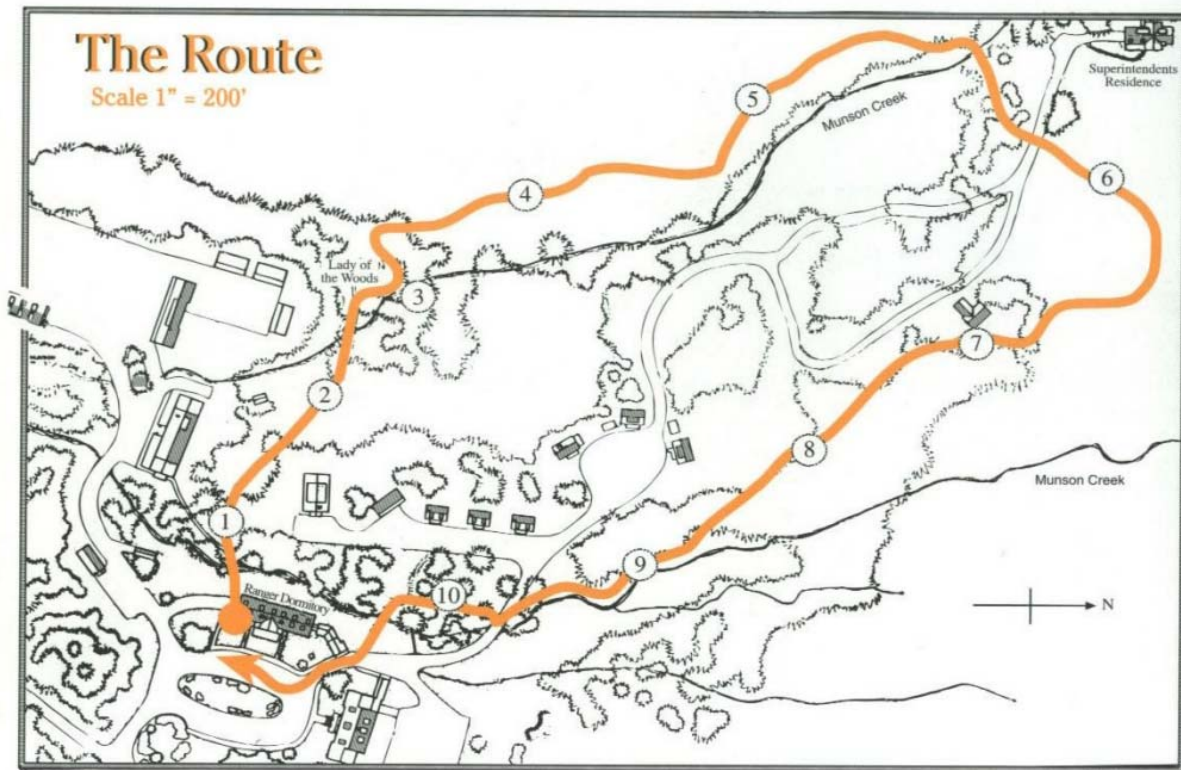 The Route
Scale 1" = 200'
Superintendents
Residence
5
Munson Creek
6
4
Lady of
the Woods
3
7
2
8
Munson Creek
1
9
10
Ranger Dormitory
N